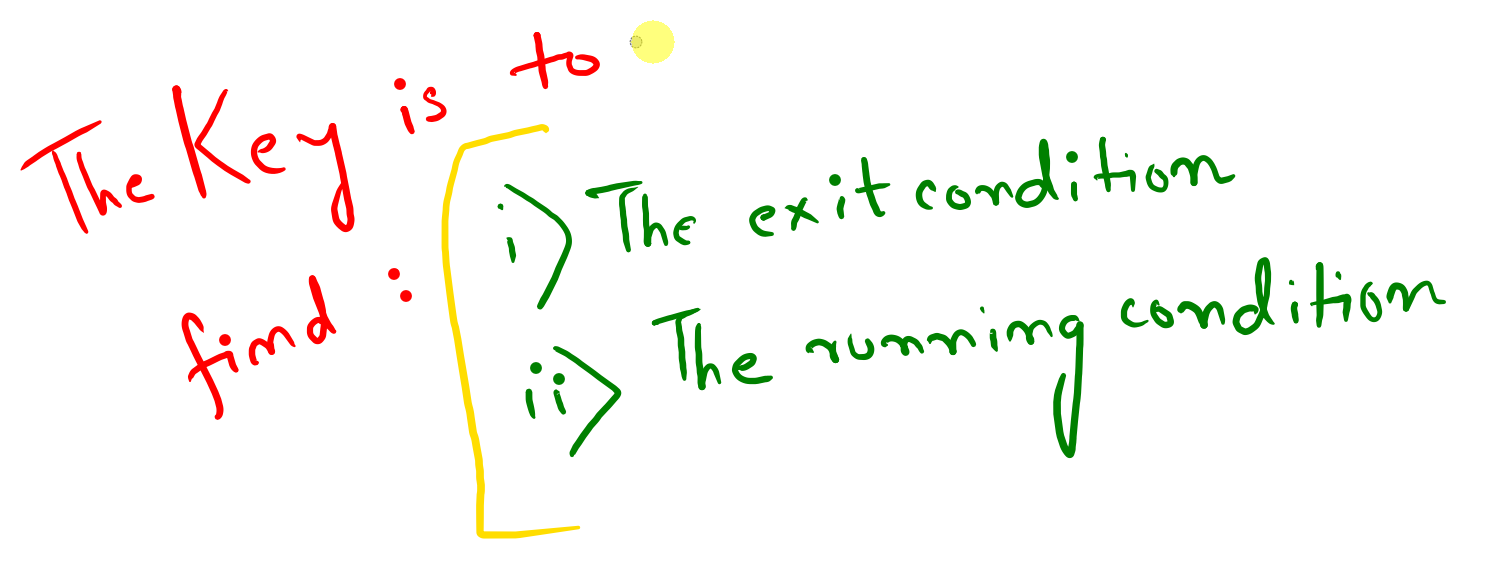 The Key is to
find :
i> The exit condition
ii> The running condition